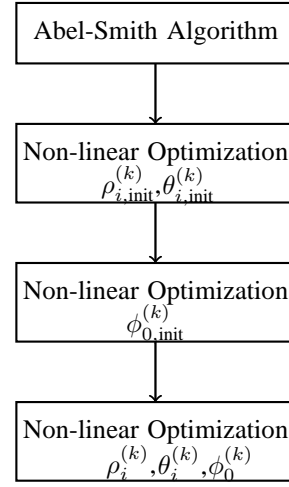 Abel-Smith Algorithm
Non-linear Optimization
ρ_{i,init}^{(k)},θ_{i,init}^{(k)}
Non-linear Optimization
ϕ_{0,init}^{(k)}
Non-linear Optimization
ρ_i^{(k)},θ_i^{(k)},ϕ_0^{(k)}